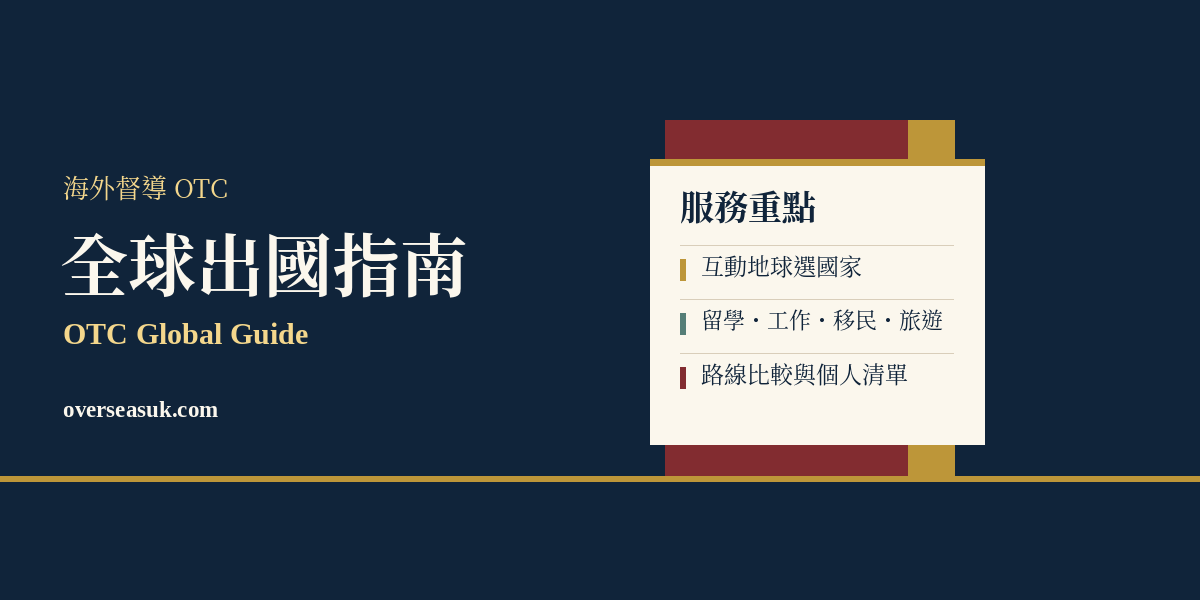 海外督導 OTC
全球出國指南
OTC Global Guide
overseasuk.com
服務重點
互動地球選國家
留學・工作・移民・旅遊
路線比較與個人清單